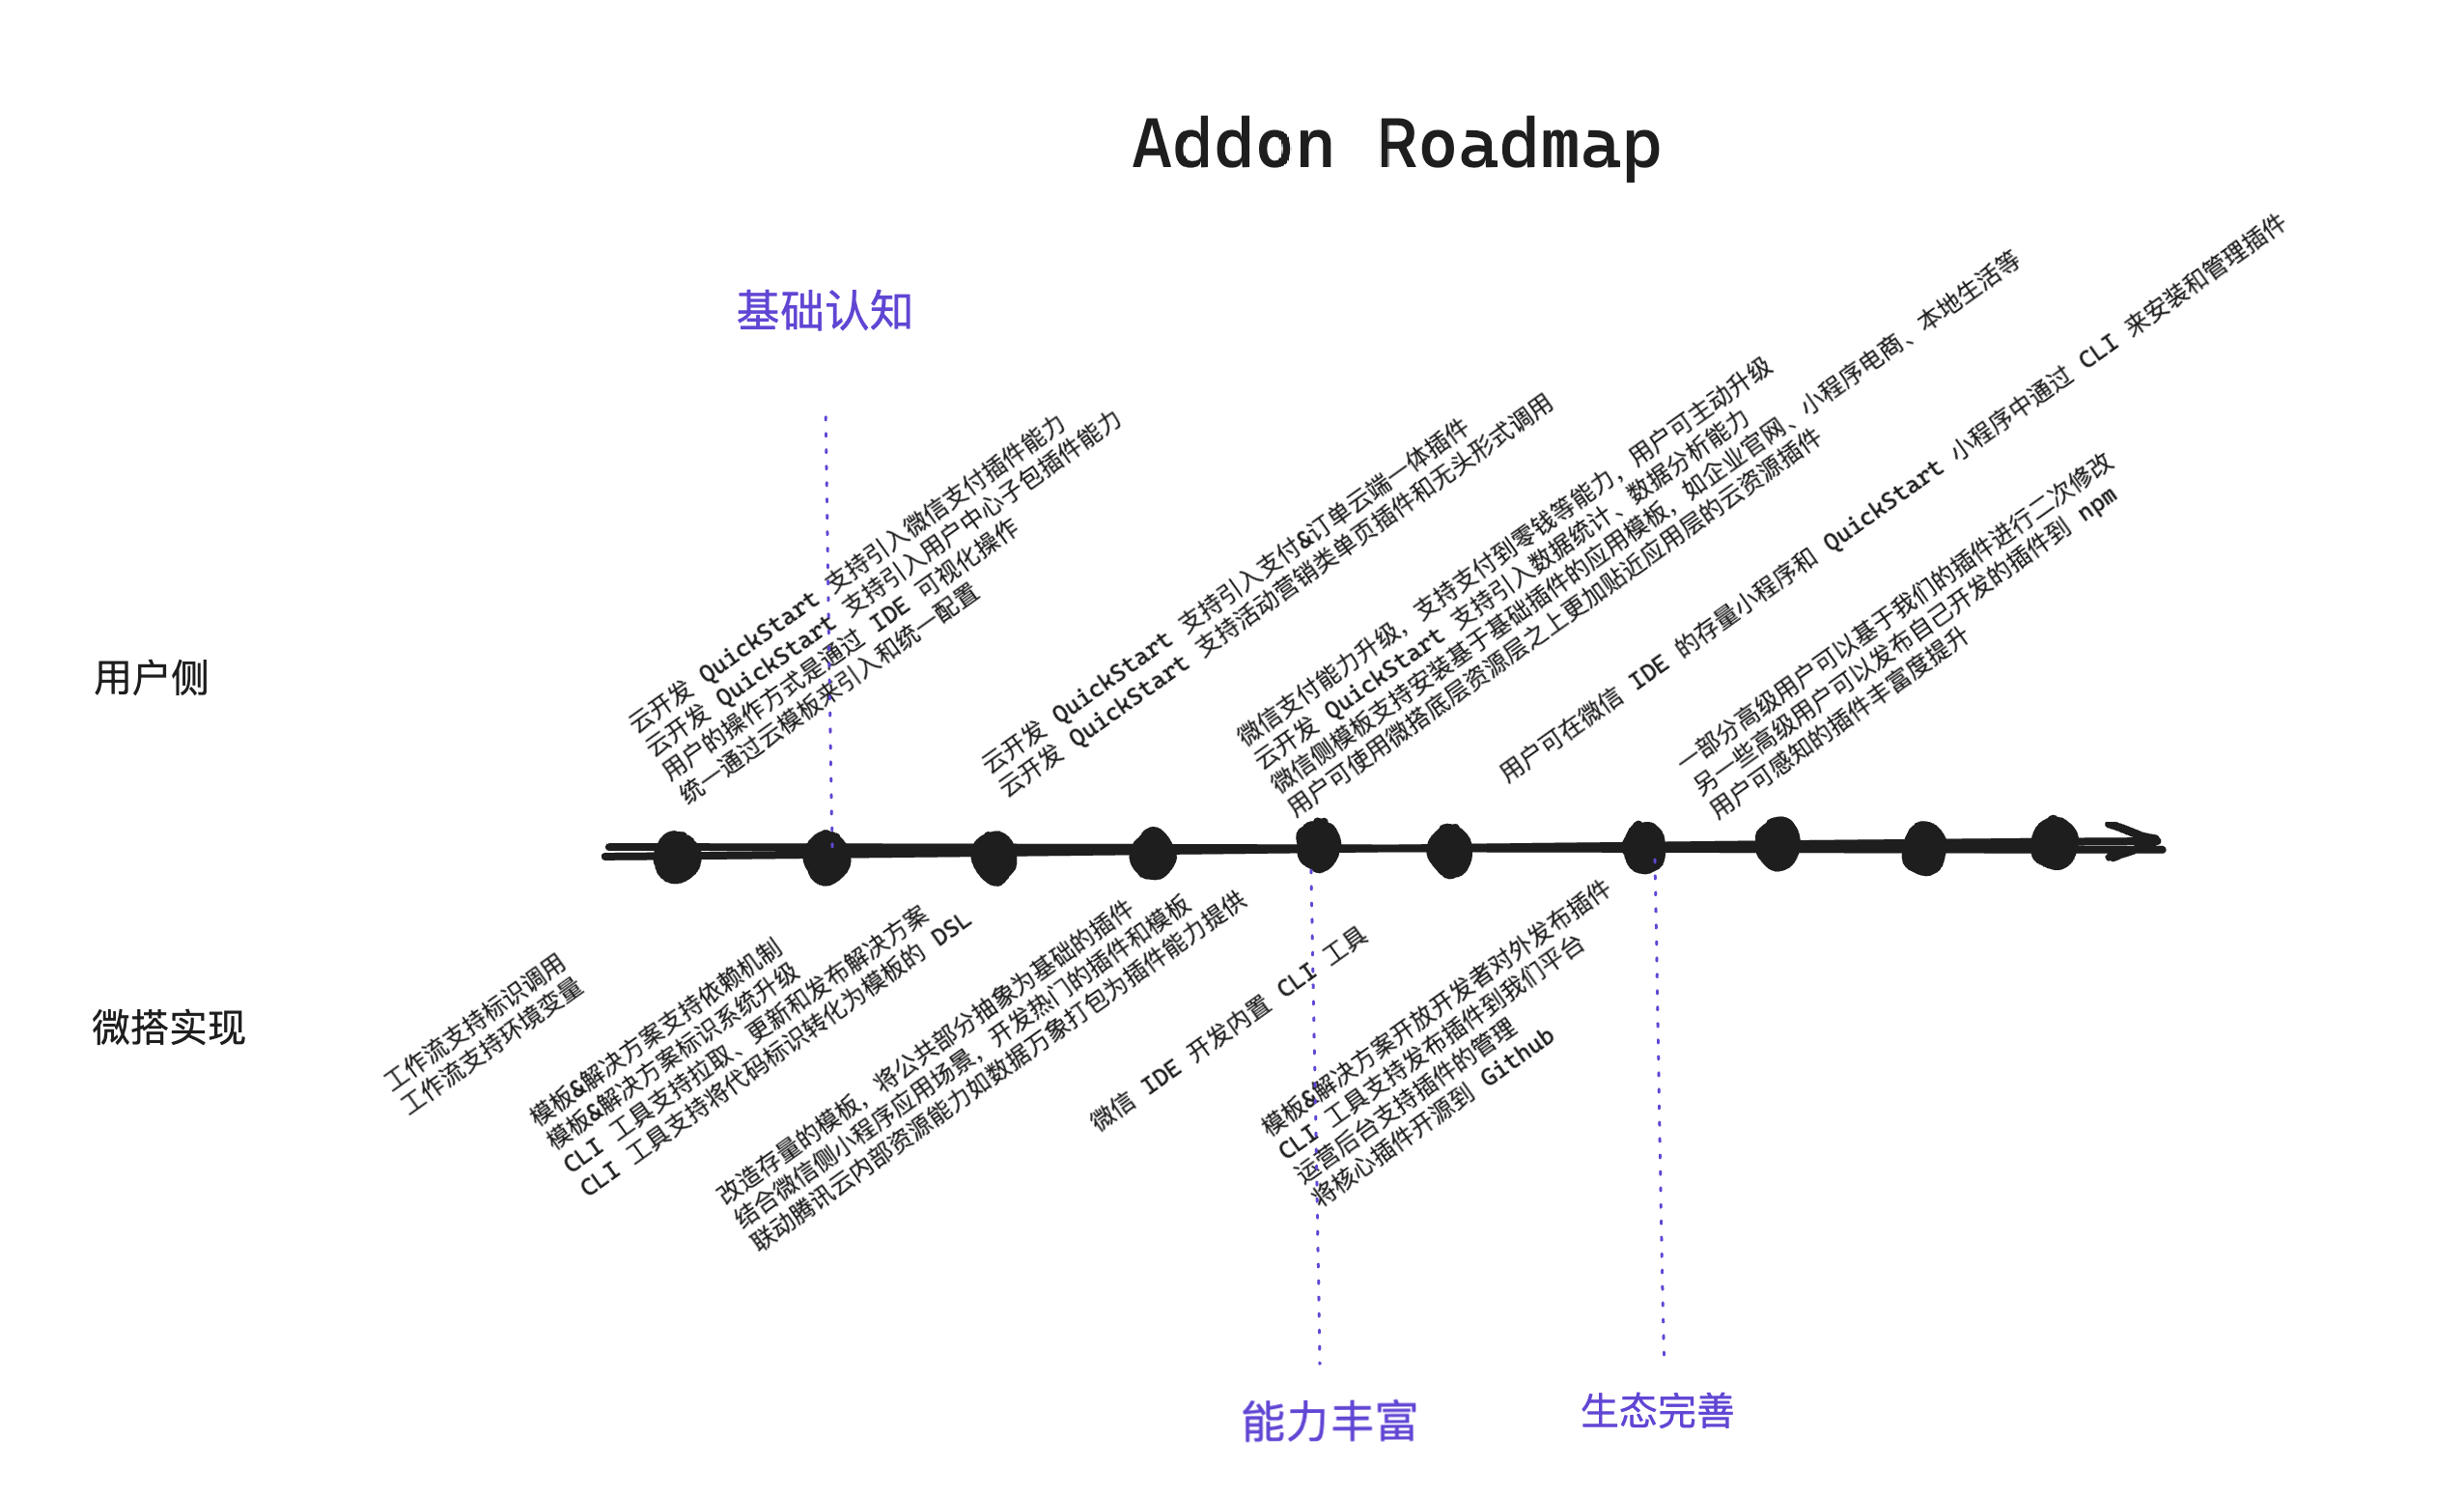 Addon Roadmap
基础认知
用户侧
云开发 QuickStart 支持引入微信支付插件能力
云开发 QuickStart 支持引入用户中心子包插件能力
用户的操作方式是通过 IDE 可视化操作
统一通过云模板来引入和统一配置
云开发 QuickStart 支持引入支付&订单云端一体插件
云开发 QuickStart 支持活动营销类单页插件和无头形式调用
微信支付能力升级，支持支付到零钱等能力，用户可主动升级
云开发 QuickStart 支持引入数据统计、数据分析能力
微信侧模板支持安装基于基础插件的应用模板，如企业官网、小程序电商、本地生活等
用户可使用微搭底层资源层之上更加贴近应用层的云资源插件
用户可在微信 IDE 的存量小程序和 QuickStart 小程序中通过 CLI 来安装和管理插件
一部分高级用户可以基于我们的插件进行二次修改
另一些高级用户可以发布自己开发的插件到 npm
用户可感知的插件丰富度提升
微搭实现
工作流支持标识调用
工作流支持环境变量
模板&解决方案支持依赖机制
模板&解决方案标识系统升级
CLI 工具支持拉取、更新和发布解决方案
CLI 工具支持将代码标识转化为模板的 DSL
改造存量的模板，将公共部分抽象为基础的插件
结合微信侧小程序应用场景，开发热门的插件和模板
联动腾讯云内部资源能力如数据万象打包为插件能力提供
微信 IDE 开发内置 CLI 工具
模板&解决方案开放开发者对外发布插件
CLI 工具支持发布插件到我们平台
运营后台支持插件的管理
将核心插件开源到 Github
能力丰富
生态完善